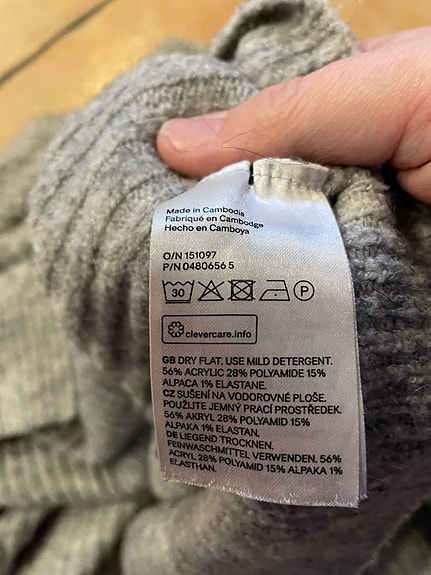 Made in Cambodia
Fabriqué en Cambodge
Hecho en Camboya
O/N 151097
P/N 0480656 5
30 P
clevercare.info
GB DRY FLAT. USE MILD DETERGENT.
56% ACRYLIC 28% POLYAMIDE 15%
ALPACA 1% ELASTANE.
CZ SUŠENÍ NA VODOROVNÉ PLOŠE.
POUŽIJTE JEMNÝ PRACÍ PROSTŘEDEK.
56% AKRYL 28% POLYAMID 15%
ALPAKA 1% ELASTAN.
DE LIEGEND TROCKNEN.
FEINWASCHMITTEL VERWENDEN. 56%
ACRYL 28% POLYAMID 15% ALPAKA 1%
ELASTHAN.